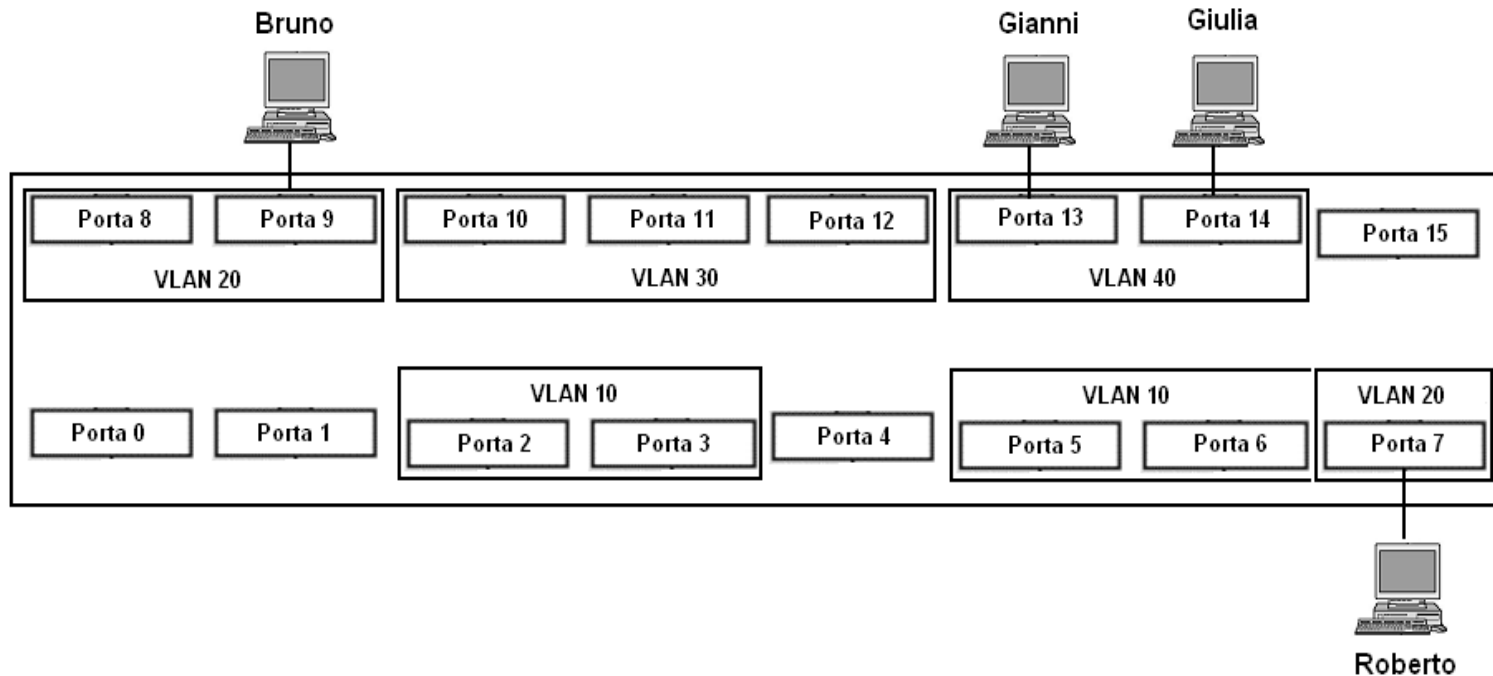 Bruno
Gianni
Giulia
Porta 8
Porta 9
Porta 10
Porta 11
Porta 12
Porta 13
Porta 14
Porta 15
VLAN 20
VLAN 30
VLAN 40
VLAN 10
VLAN 10
VLAN 20
Porta 0
Porta 1
Porta 2
Porta 3
Porta 4
Porta 5
Porta 6
Porta 7
Roberto